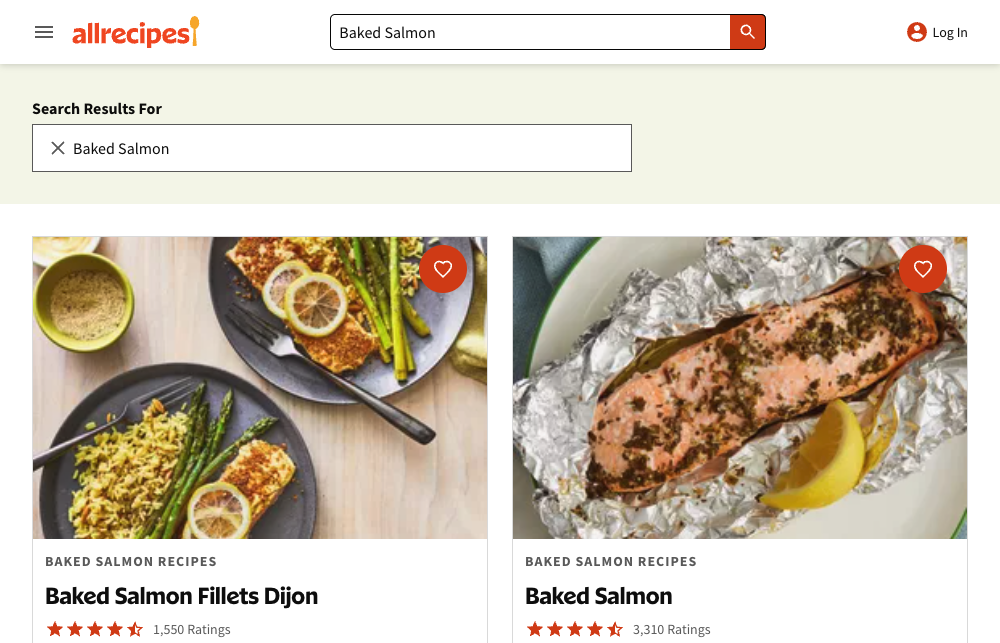 allrecipes
Baked Salmon
Log In
Search Results For
Baked Salmon
BAKED SALMON RECIPES
Baked Salmon Fillets Dijon
1,550 Ratings
BAKED SALMON RECIPES
Baked Salmon
3,310 Ratings